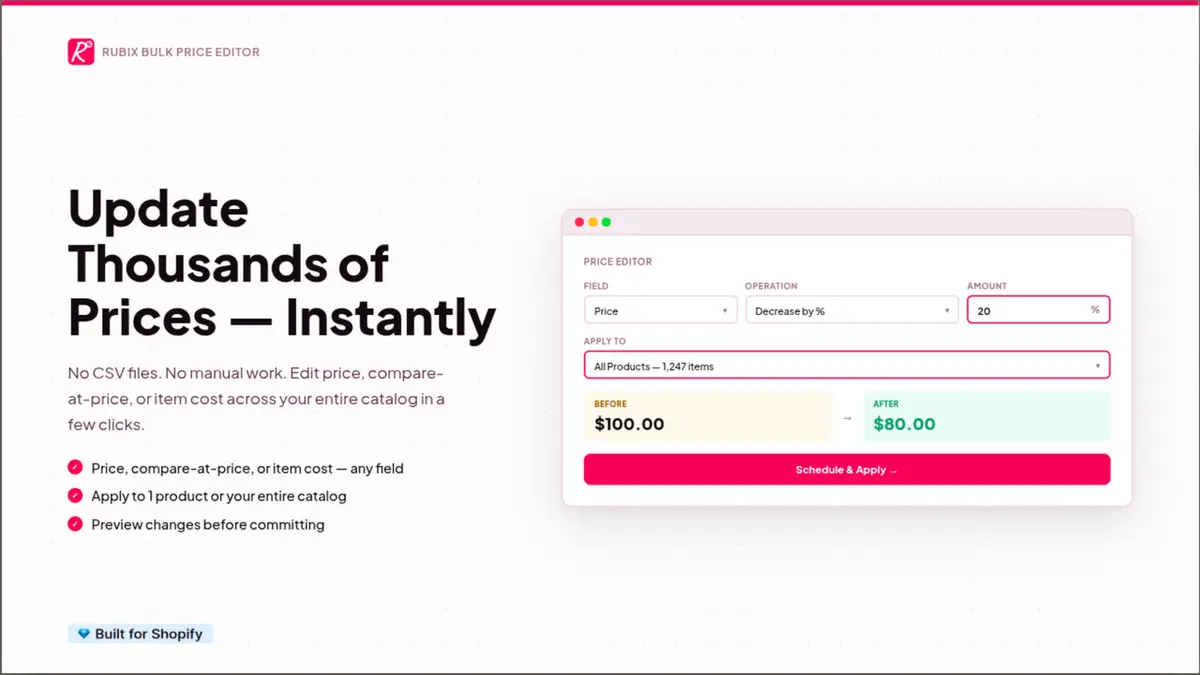 RUBIX BULK PRICE EDITOR
Update
Thousands of
Prices — Instantly
No CSV files. No manual work. Edit price, compare-
at-price, or item cost across your entire catalog in a
few clicks.
✓ Price, compare-at-price, or item cost — any field
✓ Apply to 1 product or your entire catalog
✓ Preview changes before committing
Built for Shopify
PRICE EDITOR
FIELD OPERATION AMOUNT
Price Decrease by % 20 %
APPLY TO
All Products — 1,247 items
BEFORE AFTER
$100.00 → $80.00
Schedule & Apply →